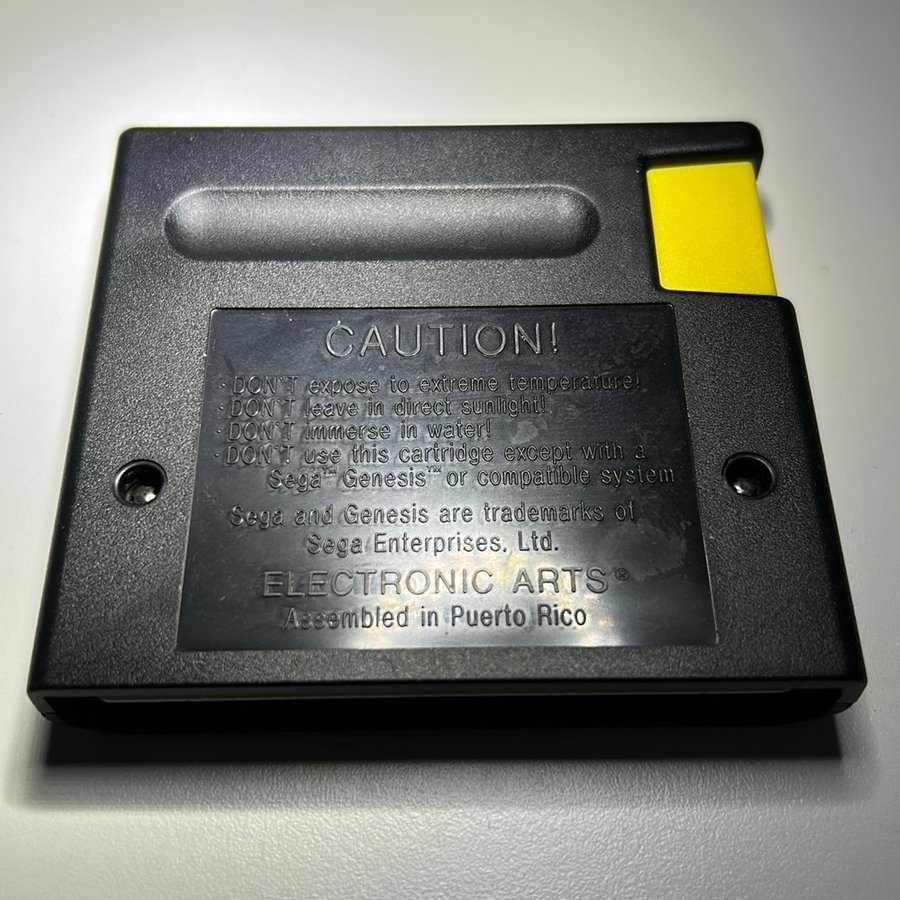 CAUTION!
· DON'T expose to extreme temperature!
· DON'T leave in direct sunlight!
· DON'T immerse in water!
· DON'T use this cartridge except with a
Sega™ Genesis™ or compatible system
Sega and Genesis are trademarks of
Sega Enterprises, Ltd.
ELECTRONIC ARTS®
Assembled in Puerto Rico